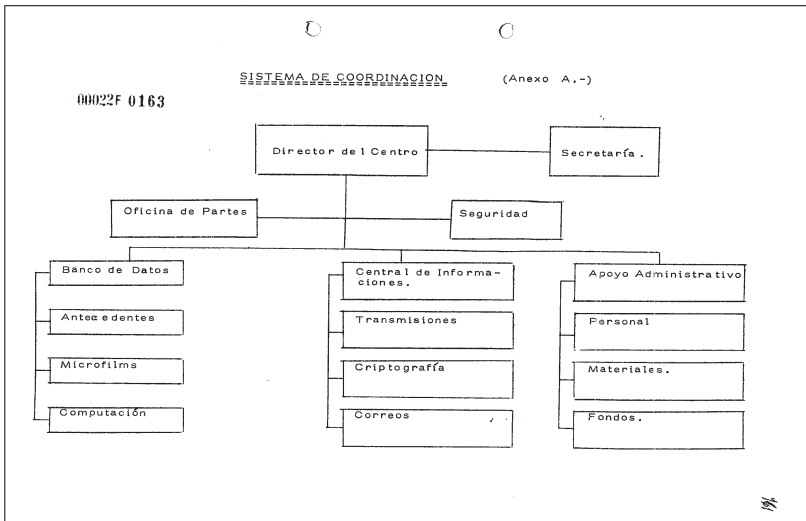 SISTEMA DE COORDINACION (Anexo A.-)
00022F 0163
Director del Centro
Secretaría.
Oficina de Partes
Seguridad
Banco de Datos
Central de Informa-
ciones.
Apoyo Administrativo
Antecedentes
Transmisiones
Personal
Microfilms
Criptografía
Materiales.
Computación
Correos
Fondos.